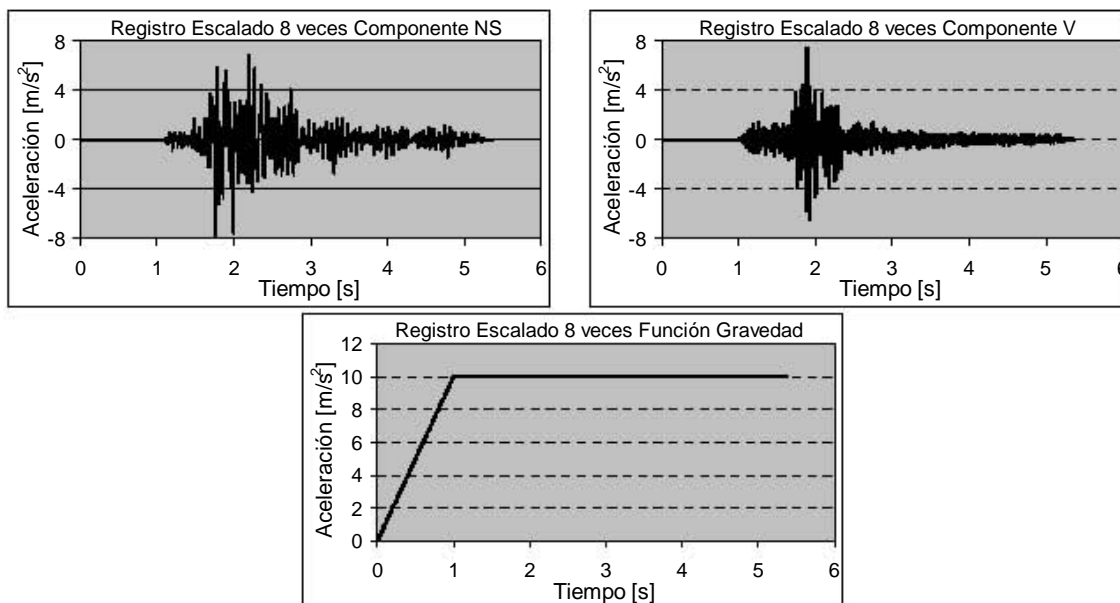 Registro Escalado 8 veces Componente NS
Aceleración [m/s²]
8
4
0
-4
-8
0 1 2 3 4 5 6
Tiempo [s]
Registro Escalado 8 veces Componente V
Aceleración [m/s²]
8
4
0
-4
-8
0 1 2 3 4 5 6
Tiempo [s]
Registro Escalado 8 veces Función Gravedad
Aceleración [m/s²]
12
10
8
6
4
2
0
0 1 2 3 4 5 6
Tiempo [s]